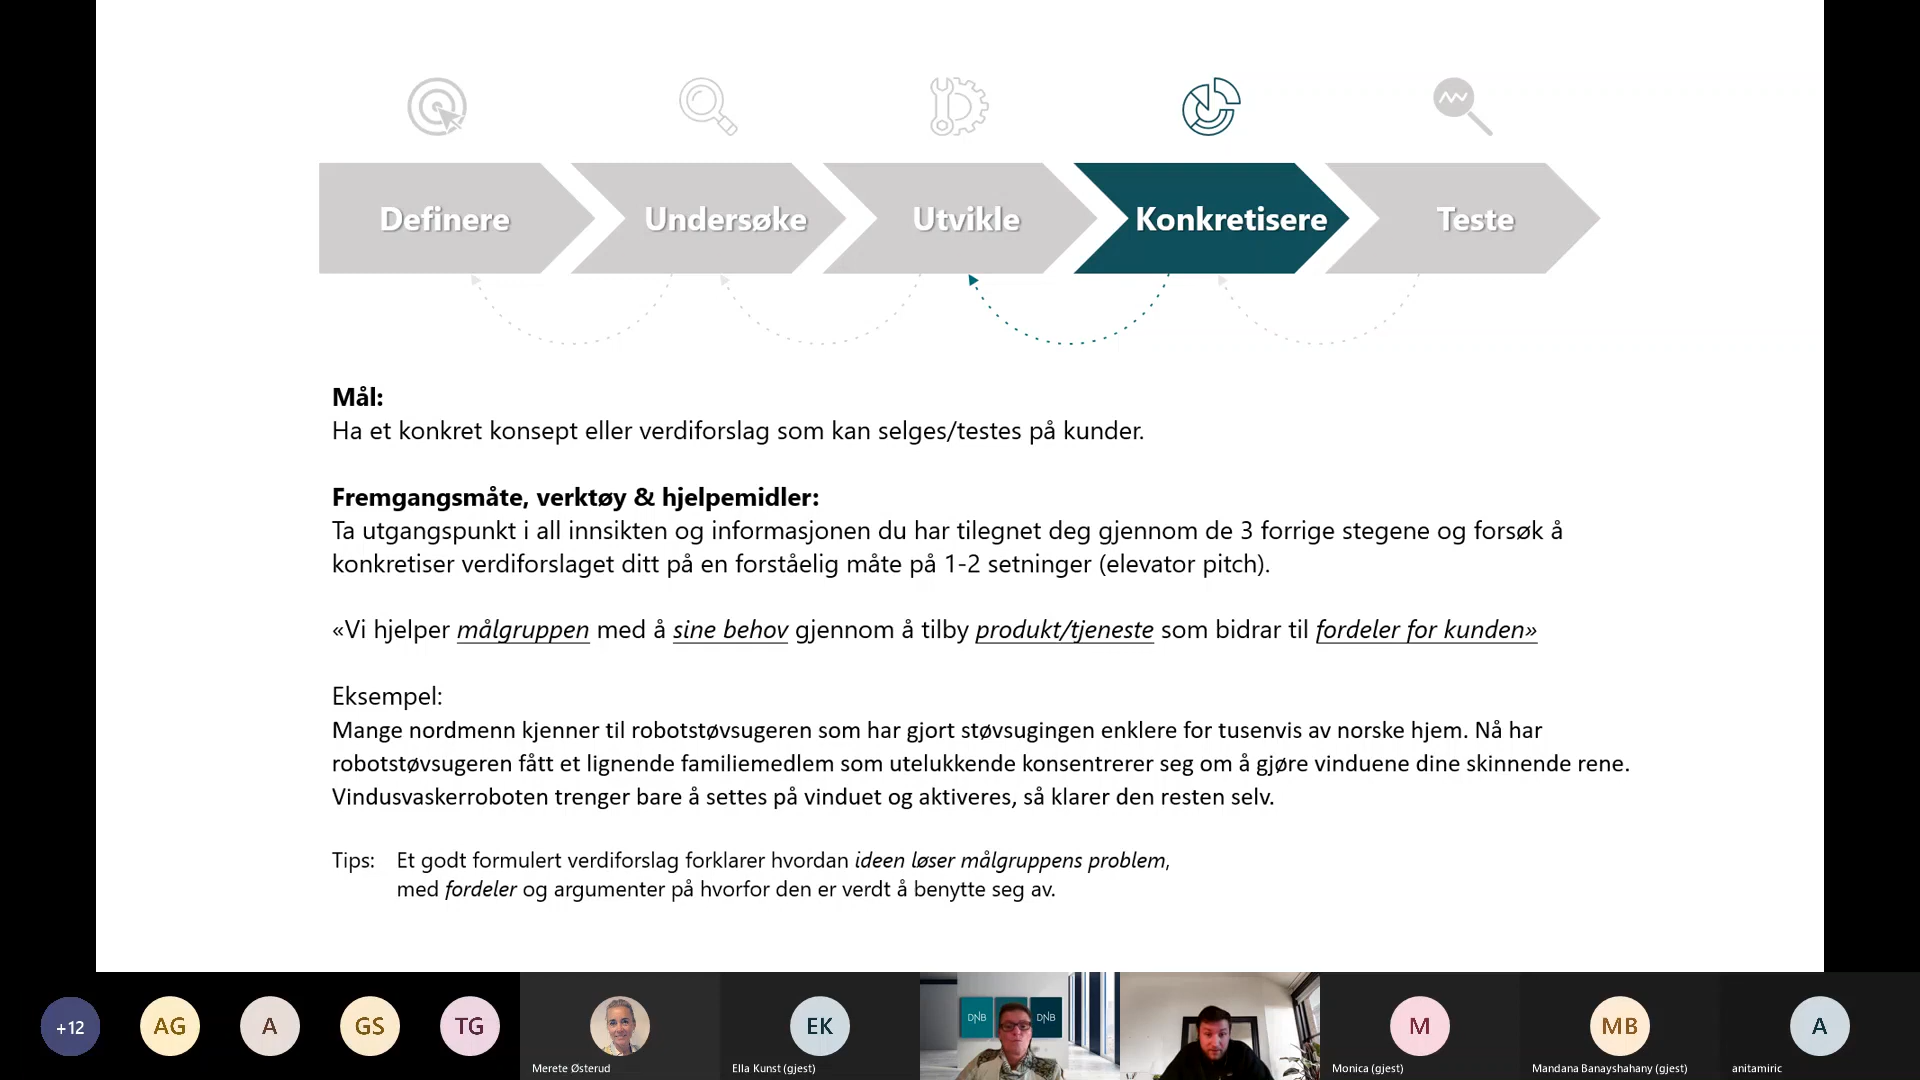 Definere
Undersøke
Utvikle
Konkretisere
Teste
Mål:
Ha et konkret konsept eller verdiforslag som kan selges/testes på kunder.
Fremgangsmåte, verktøy & hjelpemidler:
Ta utgangspunkt i all innsikten og informasjonen du har tilegnet deg gjennom de 3 forrige stegene og forsøk å
konkretiser verdiforslaget ditt på en forståelig måte på 1-2 setninger (elevator pitch).
«Vi hjelper målgruppen med å sine behov gjennom å tilby produkt/tjeneste som bidrar til fordeler for kunden»
Eksempel:
Mange nordmenn kjenner til robotstøvsugeren som har gjort støvsugingen enklere for tusenvis av norske hjem. Nå har
robotstøvsugeren fått et lignende familiemedlem som utelukkende konsentrerer seg om å gjøre vinduene dine skinnende rene.
Vindusvaskerroboten trenger bare å settes på vinduet og aktiveres, så klarer den resten selv.
Tips: Et godt formulert verdiforslag forklarer hvordan ideen løser målgruppens problem,
med fordeler og argumenter på hvorfor den er verdt å benytte seg av.
+12
AG
A
GS
TG
Merete Østerud
EK
Ella Kunst (gjest)
DNB
DNB
M
Monica (gjest)
MB
Mandana Banayshahany (gjest)
A
anitamiric